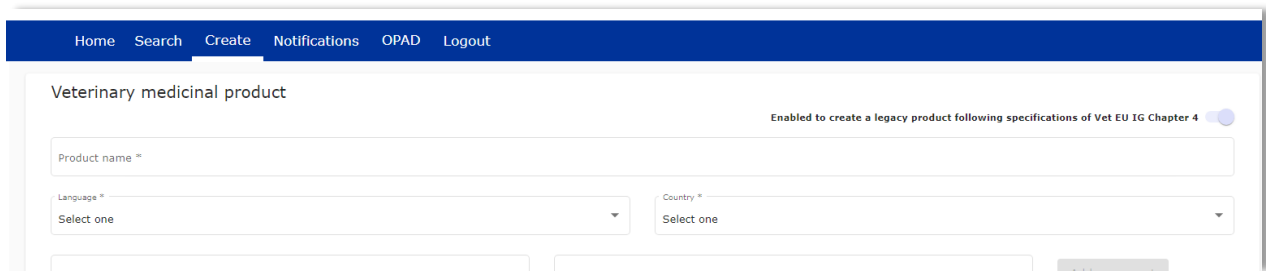 Home Search Create Notifications OPAD Logout
Veterinary medicinal product
Enabled to create a legacy product following specifications of Vet EU IG Chapter 4
Product name *
Language *
Country *
Select one
Select one